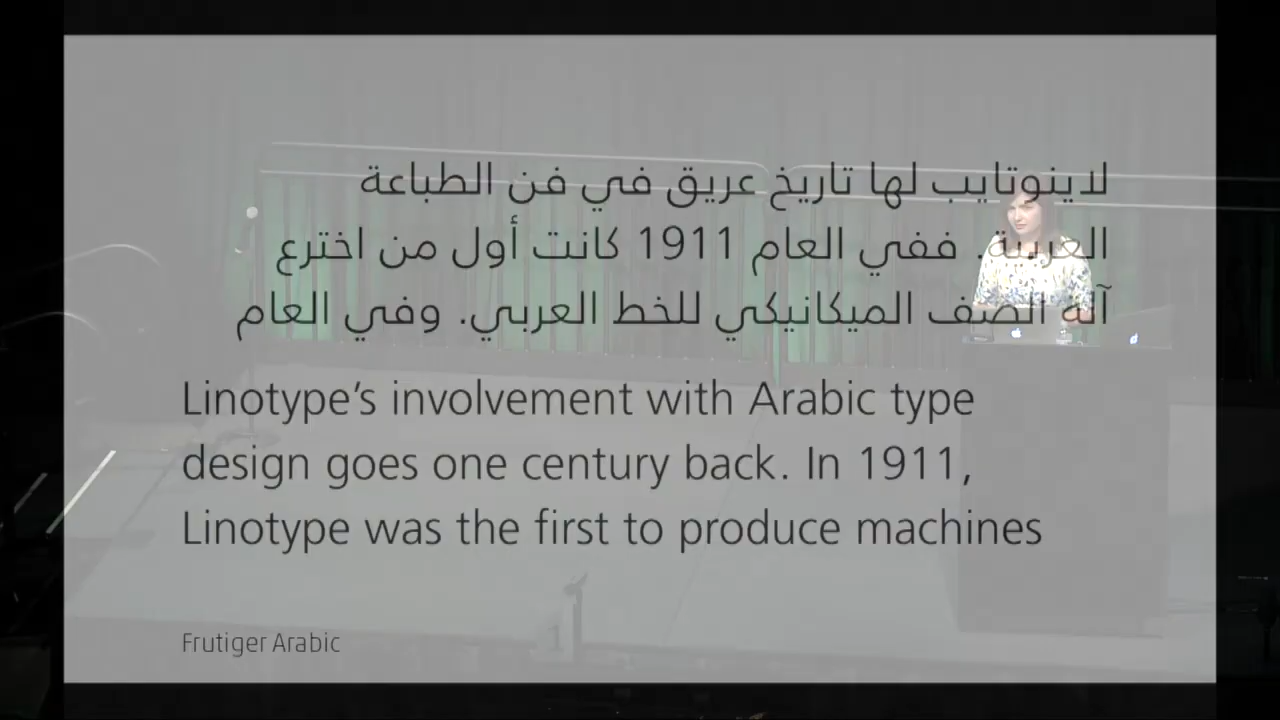 لاينوتايب لها تاريخ عريق في فن الطباعة
العربية. ففي العام 1911 كانت أول من اخترع
آلة الصف الميكانيكي للخط العربي. وفي العام
Linotype’s involvement with Arabic type
design goes one century back. In 1911,
Linotype was the first to produce machines
Frutiger Arabic